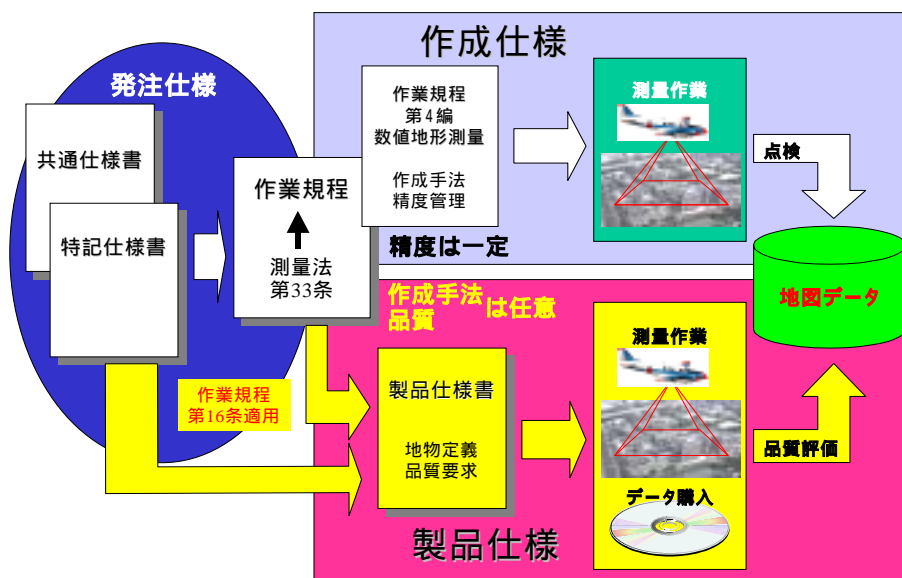 作成仕様
発注仕様
共通仕様書
特記仕様書
作業規程
測量法
第33条
作業規程
第4編
数値地形測量
作成手法
精度管理
精度は一定
測量作業
点検
地図データ
作成手法
品質
は任意
作業規程
第16条適用
製品仕様書
地物定義
品質要求
測量作業
データ購入
品質評価
製品仕様